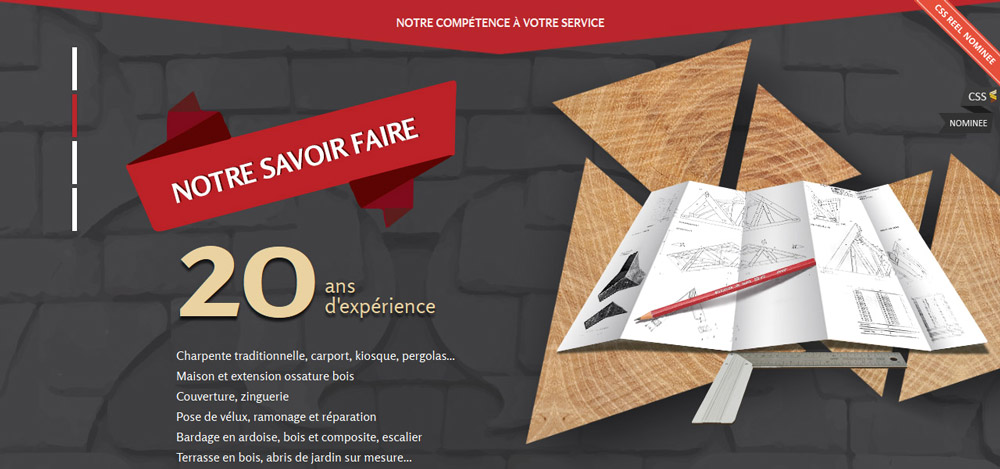 NOTRE COMPÉTENCE À VOTRE SERVICE
CSS REEL NOMINEE
CSS
NOMINEE
NOTRE SAVOIR FAIRE
20 ans
d'expérience
Charpente traditionnelle, carport, kiosque, pergolas...
Maison et extension ossature bois
Couverture, zinguerie
Pose de vélux, ramonage et réparation
Bardage en ardoise, bois et composite, escalier
Terrasse en bois, abris de jardin sur mesure...